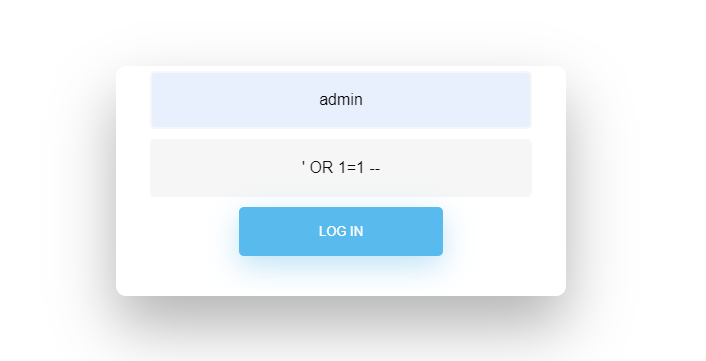 admin
' OR 1=1 --
LOG IN